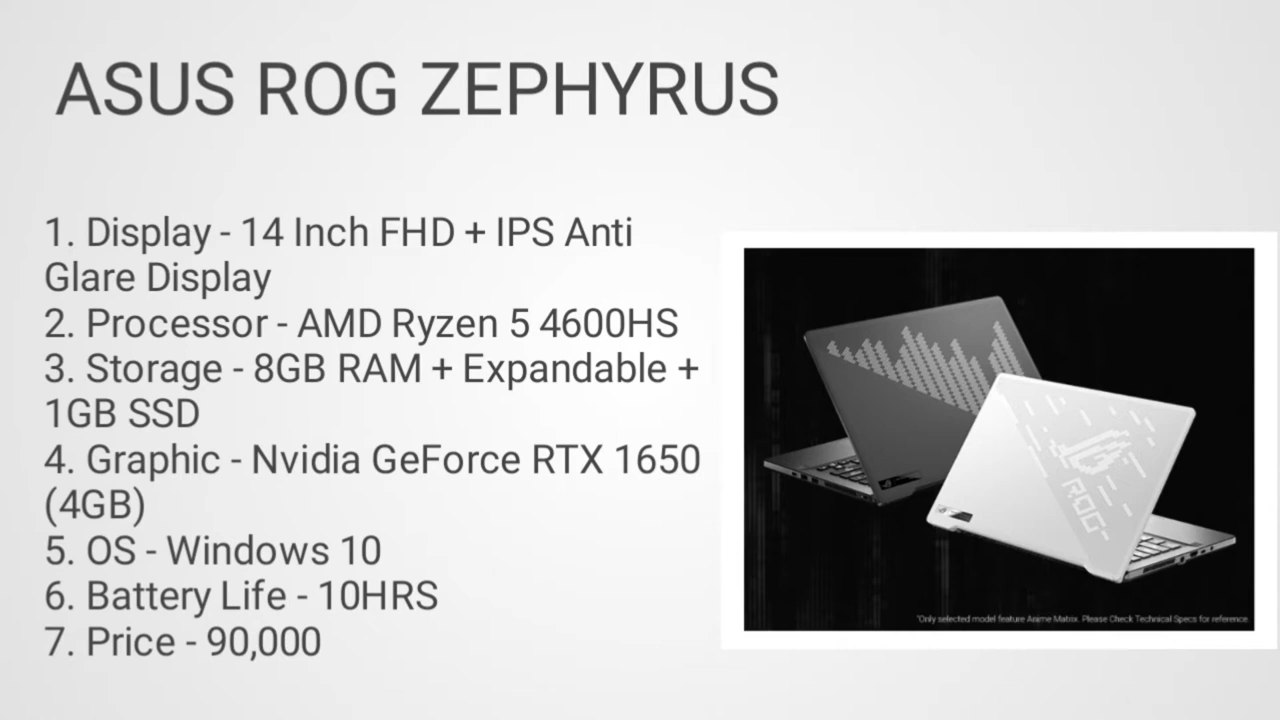 ASUS ROG ZEPHYRUS
1. Display - 14 Inch FHD + IPS Anti
Glare Display
2. Processor - AMD Ryzen 5 4600HS
3. Storage - 8GB RAM + Expandable +
1GB SSD
4. Graphic - Nvidia GeForce RTX 1650
(4GB)
5. OS - Windows 10
6. Battery Life - 10HRS
7. Price - 90,000
ROG
*Only selected model feature Anime Matrix. Please Check Technical Specs for reference.